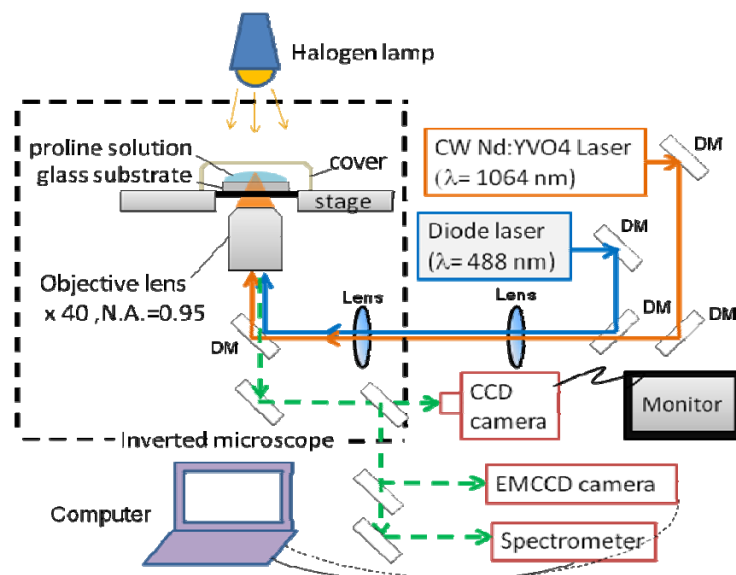 Halogen lamp
proline solution
glass substrate
cover
stage
CW Nd:YVO4 Laser
(λ= 1064 nm)
DM
Diode laser
(λ= 488 nm)
DM
Objective lens
x 40 ,N.A.=0.95
Lens
Lens
DM
DM
DM
CCD
camera
Monitor
Inverted microscope
EMCCD camera
Computer
Spectrometer